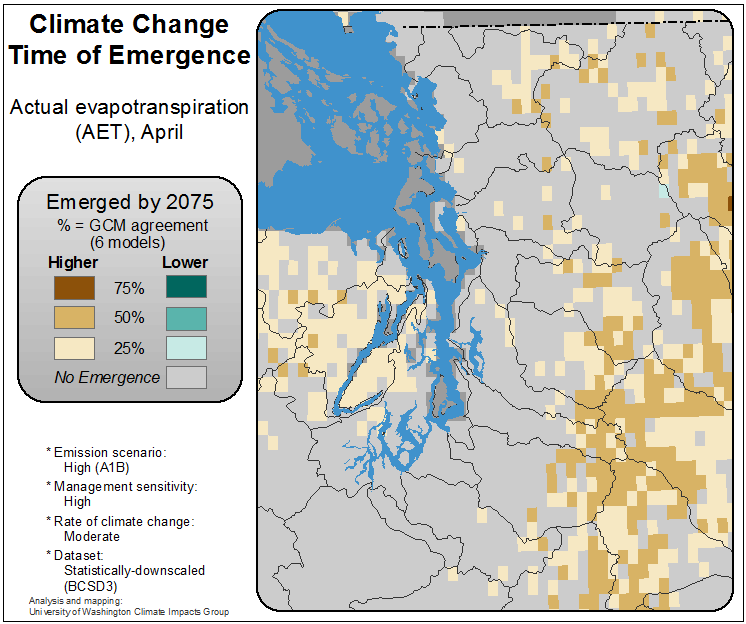 Climate Change
Time of Emergence
Actual evapotranspiration
(AET), April
Emerged by 2075
% = GCM agreement
(6 models)
Higher Lower
75%
50%
25%
No Emergence
* Emission scenario:
High (A1B)
* Management sensitivity:
High
* Rate of climate change:
Moderate
* Dataset:
Statistically-downscaled
(BCSD3)
Analysis and mapping:
University of Washington Climate Impacts Group